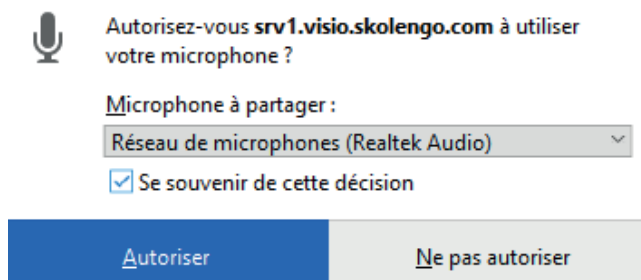 Autorisez-vous srv1.visio.skolengo.com à utiliser
votre microphone ?
Microphone à partager :
Réseau de microphones (Realtek Audio)
Se souvenir de cette décision
Autoriser
Ne pas autoriser